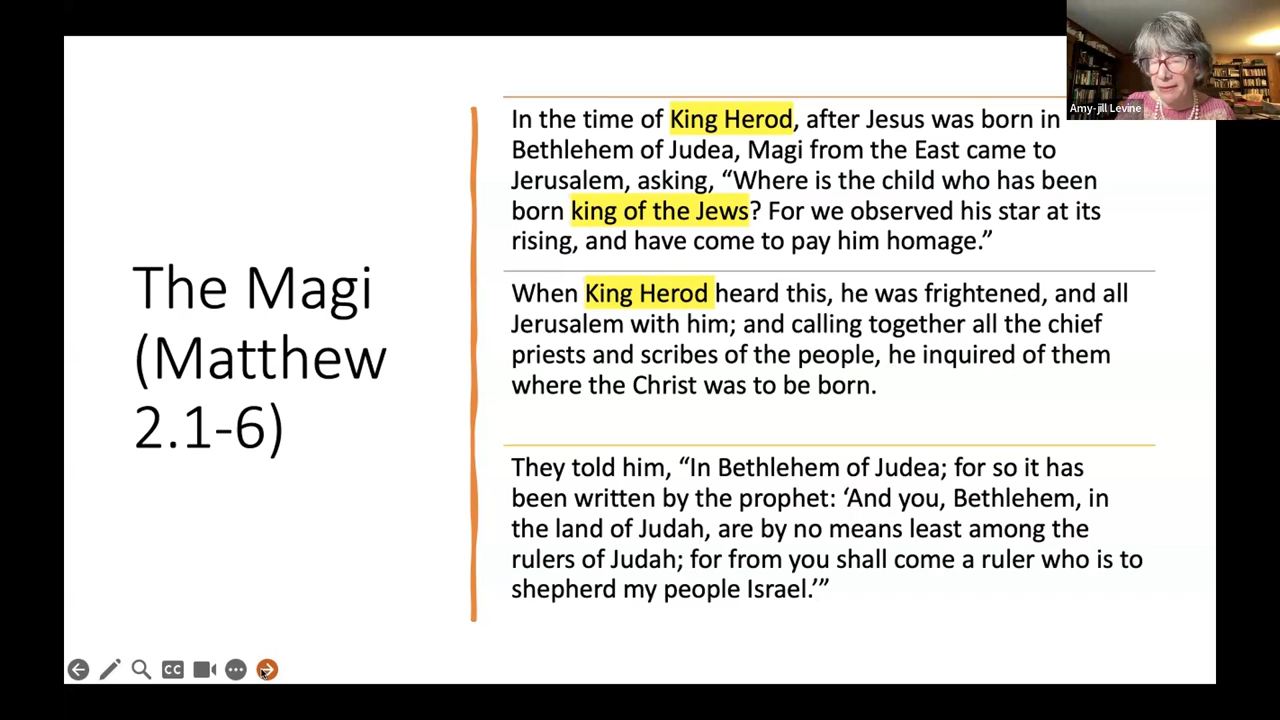 Amy-jill Levine
The Magi
(Matthew
2.1-6)
In the time of King Herod, after Jesus was born in
Bethlehem of Judea, Magi from the East came to
Jerusalem, asking, “Where is the child who has been
born king of the Jews? For we observed his star at its
rising, and have come to pay him homage.”
When King Herod heard this, he was frightened, and all
Jerusalem with him; and calling together all the chief
priests and scribes of the people, he inquired of them
where the Christ was to be born.
They told him, “In Bethlehem of Judea; for so it has
been written by the prophet: ‘And you, Bethlehem, in
the land of Judah, are by no means least among the
rulers of Judah; for from you shall come a ruler who is to
shepherd my people Israel.’”
CC